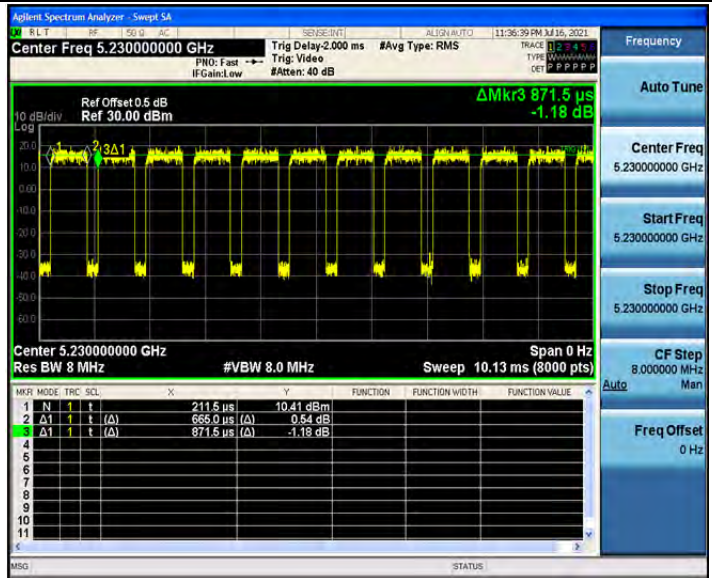 Agilent Spectrum Analyzer - Swept SA
RLT RF 50 Ω AC SENSE:INT ALIGN AUTO 11:36:39 PM Jul 16, 2021
Center Freq 5.230000000 GHz
PNO: Fast
IFGain:Low
Trig Delay-2.000 ms
Trig: Video
#Atten: 40 dB
#Avg Type: RMS
TRACE 1 2 3 4 5 6
TYPE
DET P P P P P P
Ref Offset 0.5 dB
Ref 30.00 dBm
ΔMkr3 871.5 µs
-1.18 dB
10 dB/div
Log
20.0
10.0
0.00
-10.0
-20.0
-30.0
-40.0
-50.0
-60.0
1
2
3Δ1
Center 5.230000000 GHz Span 0 Hz
Res BW 8 MHz #VBW 8.0 MHz Sweep 10.13 ms (8000 pts)
MKR MODE TRC SCL X Y FUNCTION FUNCTION WIDTH FUNCTION VALUE
1 N 1 t 211.5 µs 10.41 dBm
2 Δ1 1 t (Δ) 665.0 µs (Δ) 0.54 dB
3 Δ1 1 t (Δ) 871.5 µs (Δ) -1.18 dB
4
5
6
7
8
9
10
11
MSG STATUS
Frequency
Auto Tune
Center Freq
5.230000000 GHz
Start Freq
5.230000000 GHz
Stop Freq
5.230000000 GHz
CF Step
8.000000 MHz
Auto Man
Freq Offset
0 Hz